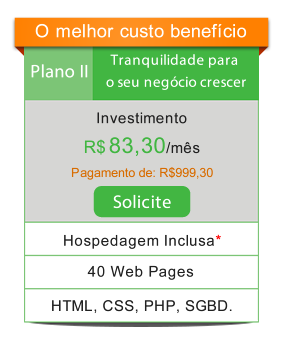 O melhor custo benefício
Plano II
Tranquilidade para
o seu negócio crescer
Investimento
R$ 83,30/mês
Pagamento de: R$999,30
Solicite
Hospedagem Inclusa*
40 Web Pages
HTML, CSS, PHP, SGBD.